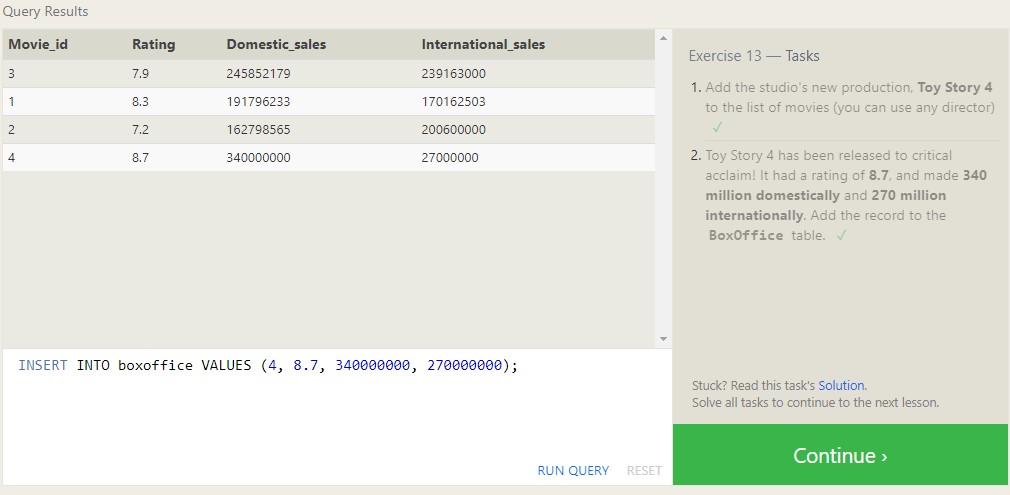 Query Results
Movie_id Rating Domestic_sales International_sales
3 7.9 245852179 239163000
1 8.3 191796233 170162503
2 7.2 162798565 200600000
4 8.7 340000000 27000000
INSERT INTO boxoffice VALUES (4, 8.7, 340000000, 270000000);
RUN QUERY RESET
Exercise 13 — Tasks
1. Add the studio's new production, Toy Story 4
to the list of movies (you can use any director)
✓
2. Toy Story 4 has been released to critical
acclaim! It had a rating of 8.7, and made 340
million domestically and 270 million
internationally. Add the record to the
BoxOffice table. ✓
Stuck? Read this task's Solution.
Solve all tasks to continue to the next lesson.
Continue ›